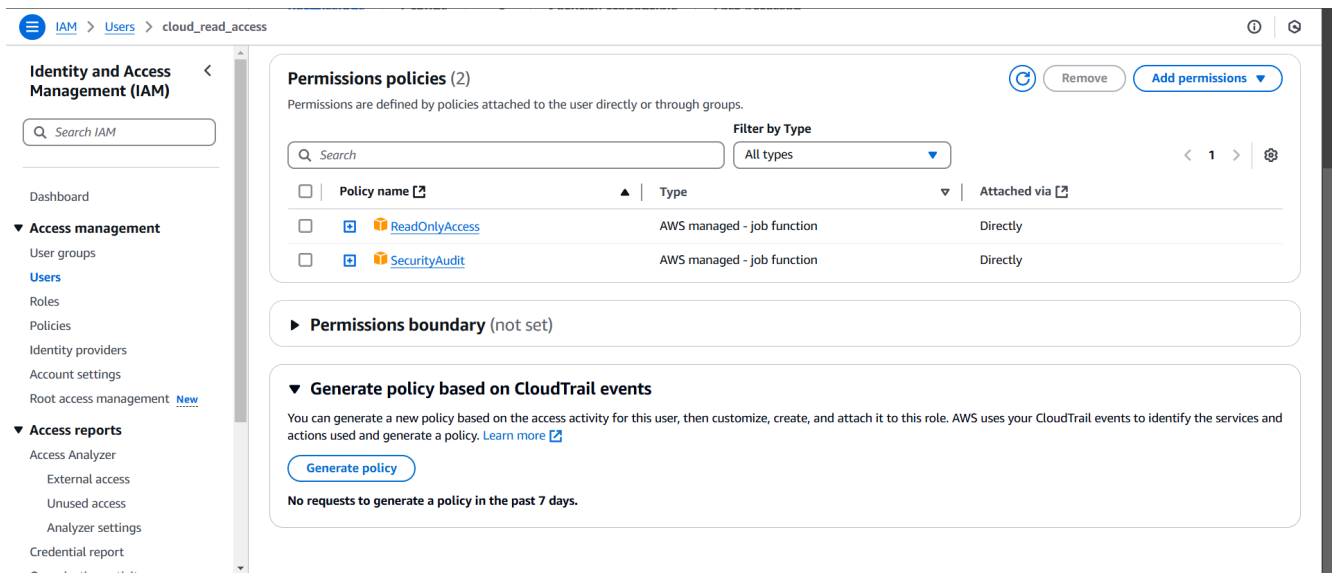 IAM > Users > cloud_read_access
Identity and Access
Management (IAM)
Search IAM
Dashboard
Access management
User groups
Users
Roles
Policies
Identity providers
Account settings
Root access management New
Access reports
Access Analyzer
External access
Unused access
Analyzer settings
Credential report
Permissions policies (2)
Remove
Add permissions
Permissions are defined by policies attached to the user directly or through groups.
Filter by Type
Search
All types
1
Policy name
Type
Attached via
ReadOnlyAccess
AWS managed - job function
Directly
SecurityAudit
AWS managed - job function
Directly
Permissions boundary (not set)
Generate policy based on CloudTrail events
You can generate a new policy based on the access activity for this user, then customize, create, and attach it to this role. AWS uses your CloudTrail events to identify the services and
actions used and generate a policy. Learn more
Generate policy
No requests to generate a policy in the past 7 days.